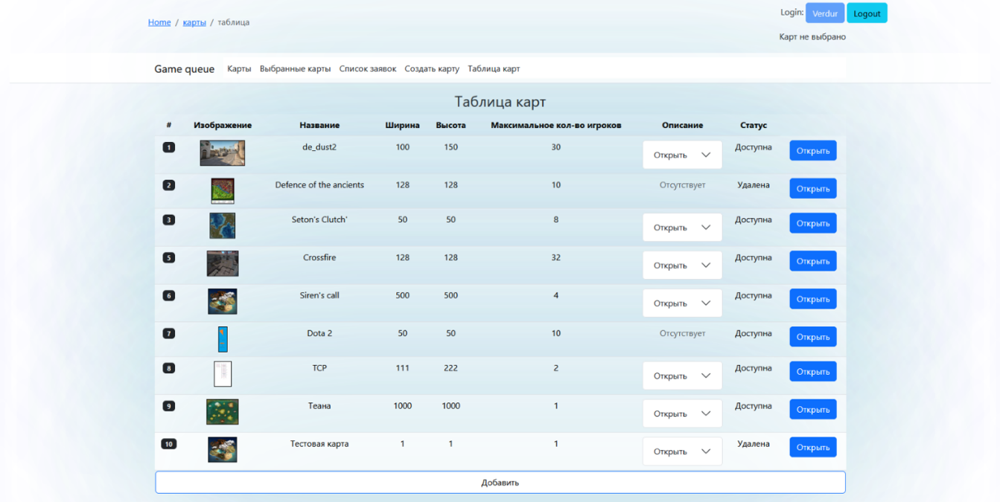 Login: Verdur Logout
Home / карты / таблица
Карт не выбрано
Game queue Карты Выбранные карты Список заявок Создать карту Таблица карт
Таблица карт
# Изображение Название Ширина Высота Максимальное кол-во игроков Описание Статус
1 de_dust2 100 150 30 Открыть Доступна Открыть
2 Defence of the ancients 128 128 10 Отсутствует Удалена Открыть
3 Seton's Clutch' 50 50 8 Открыть Доступна Открыть
5 Crossfire 128 128 32 Открыть Доступна Открыть
6 Siren's call 500 500 4 Открыть Доступна Открыть
7 Dota 2 50 50 10 Отсутствует Доступна Открыть
8 TCP 111 222 2 Открыть Доступна Открыть
9 Теана 1000 1000 1 Открыть Доступна Открыть
10 Тестовая карта 1 1 1 Открыть Удалена Открыть
Добавить